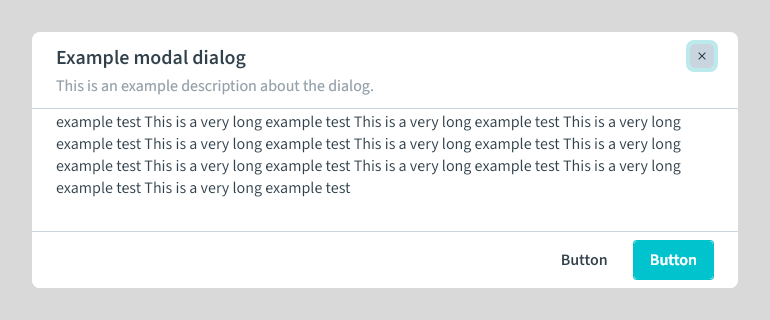 Example modal dialog
×
This is an example description about the dialog.
example test This is a very long example test This is a very long example test This is a very long
example test This is a very long example test This is a very long example test This is a very long
example test This is a very long example test This is a very long example test This is a very long
example test This is a very long example test
Button
Button